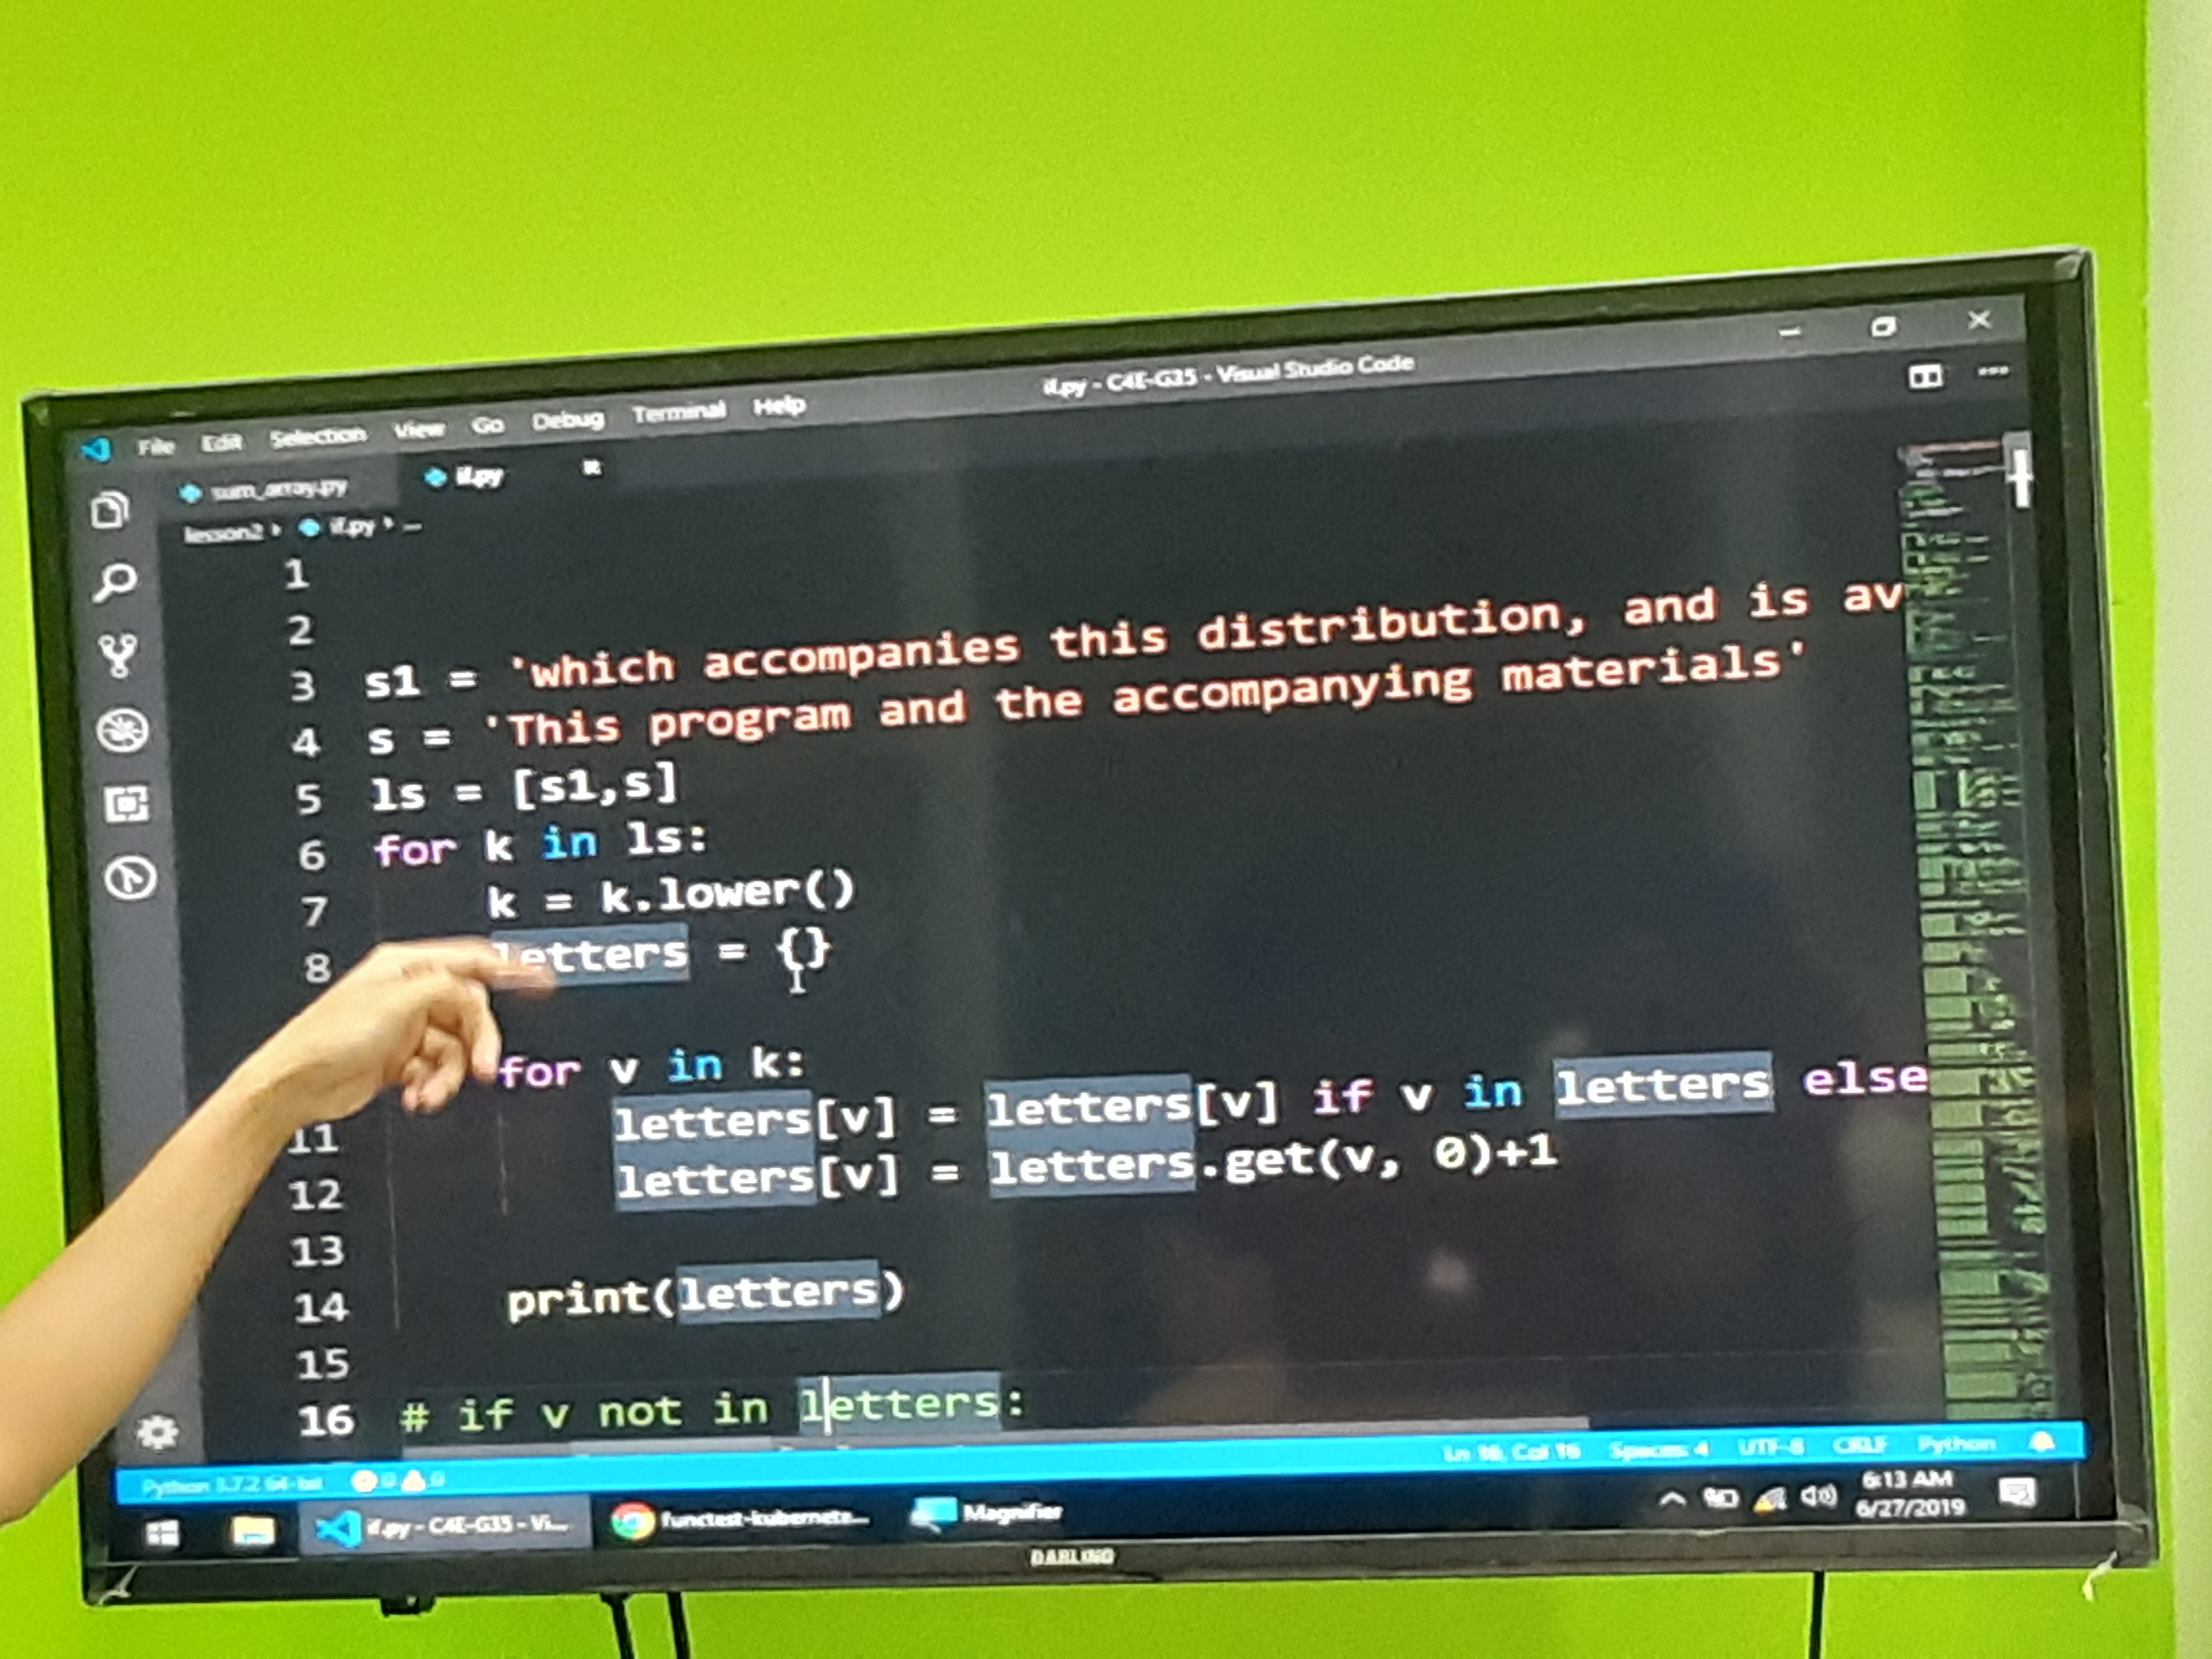 if.py - C4E-G35 - Visual Studio Code
File Edit Selection View Go Debug Terminal Help
sum_array.py if.py
lesson2 > if.py > ...
1
2
3 s1 = 'which accompanies this distribution, and is av
4 s = 'This program and the accompanying materials'
5 ls = [s1,s]
6 for k in ls:
7 k = k.lower()
8 letters = {}
for v in k:
11 letters[v] = letters[v] if v in letters else
12 letters[v] = letters.get(v, 0)+1
13
14 print(letters)
15
16 # if v not in letters:
Python 3.7.2 64-bit 0 0 Ln 16, Col 16 Spaces: 4 UTF-8 CRLF Python
if.py - C4E-G35 - Vi... functest-kubernete... Magnifier 6:13 AM
6/27/2019
DARLING